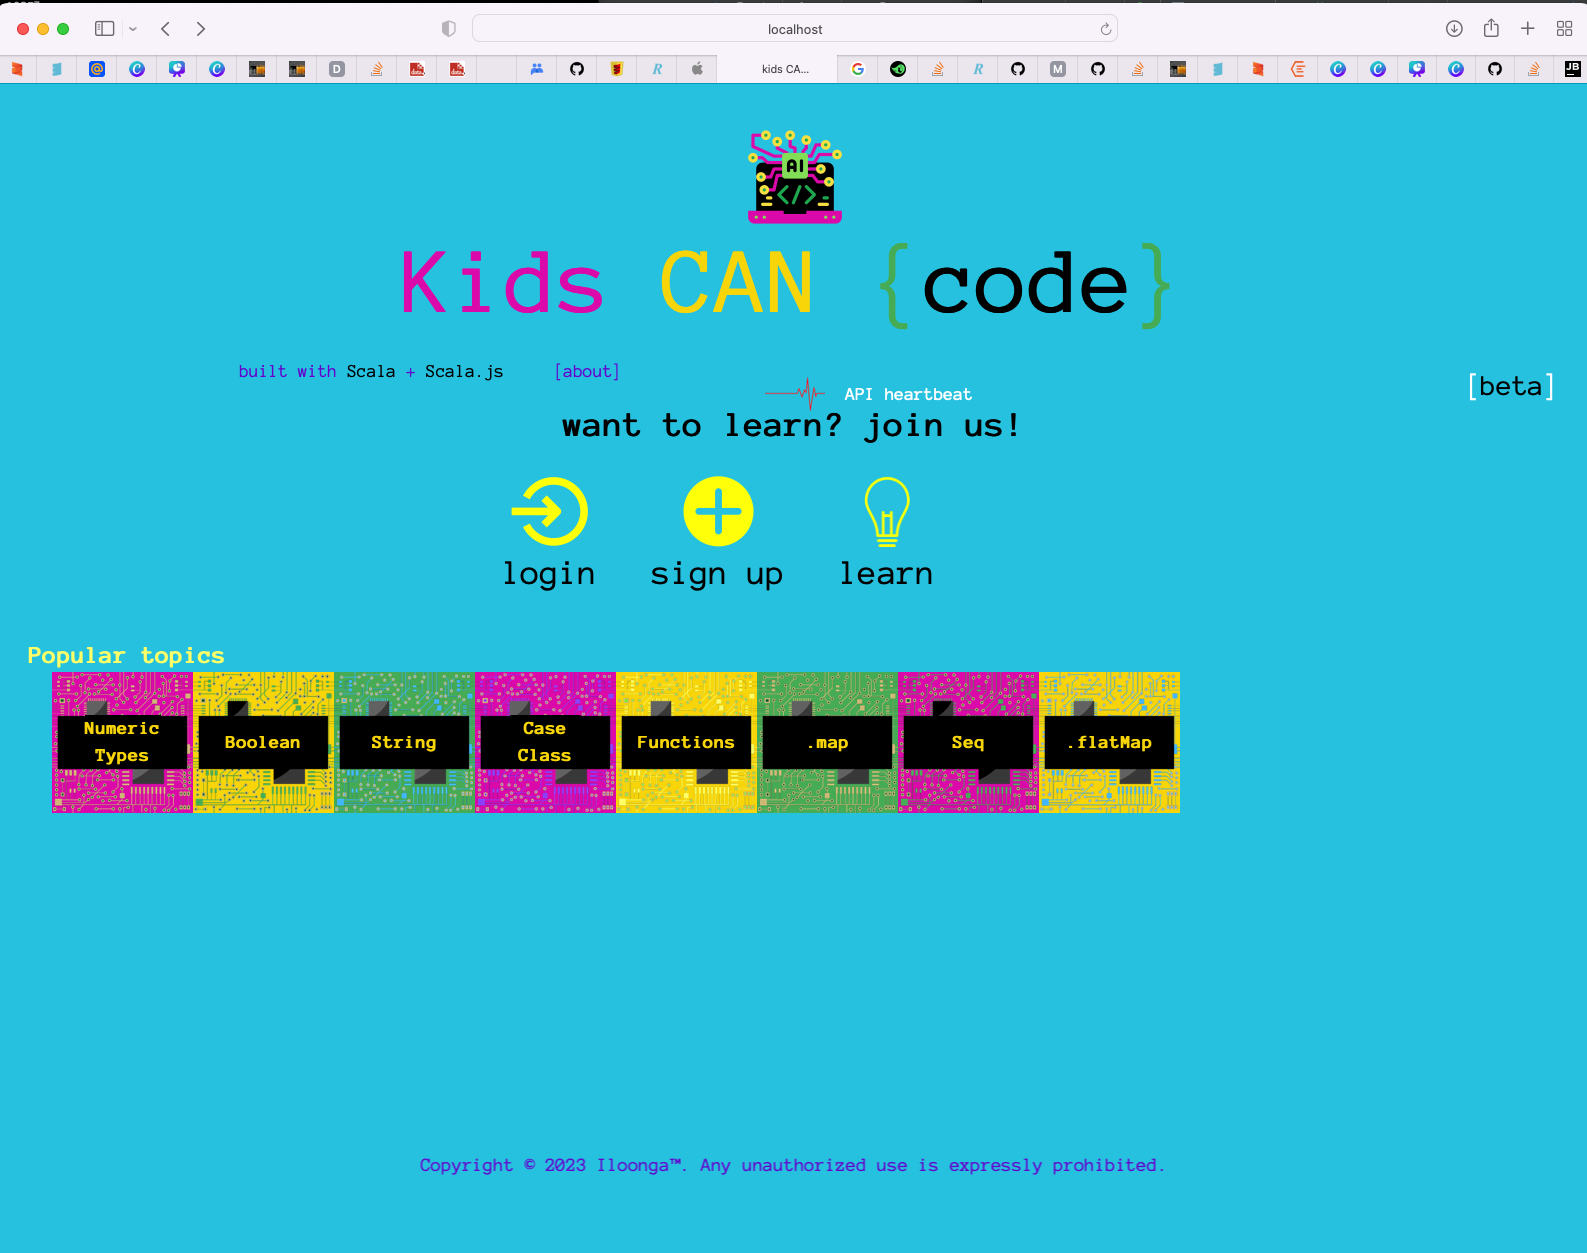 localhost
D
R
kids CA...
G
R
M
JB
AI
</>
Kids CAN {code}
built with Scala + Scala.js [about]
API heartbeat
[beta]
want to learn? join us!
login sign up learn
Popular topics
Numeric
Types
Boolean
String
Case
Class
Functions
.map
Seq
.flatMap
Copyright © 2023 Iloonga™. Any unauthorized use is expressly prohibited.